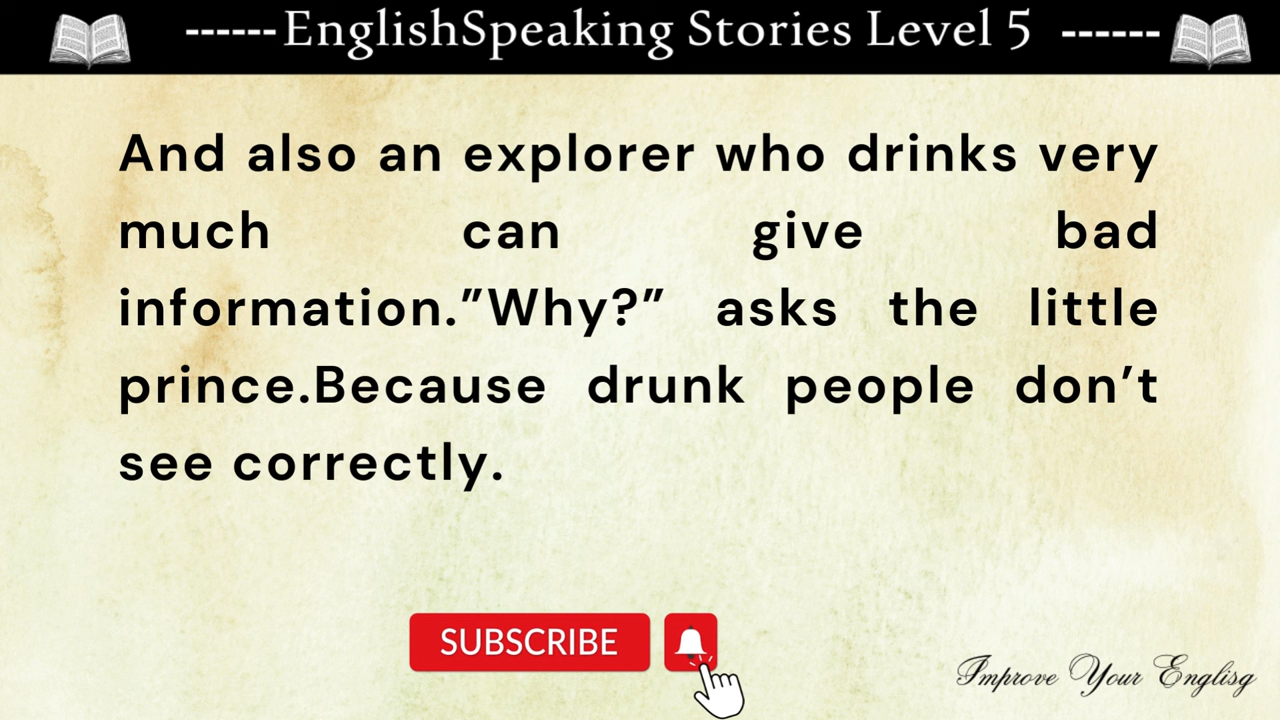 ------EnglishSpeaking Stories Level 5 ------
And also an explorer who drinks very
much can give bad
information.”Why?” asks the little
prince.Because drunk people don’t
see correctly.
SUBSCRIBE
Improve Your Englisg